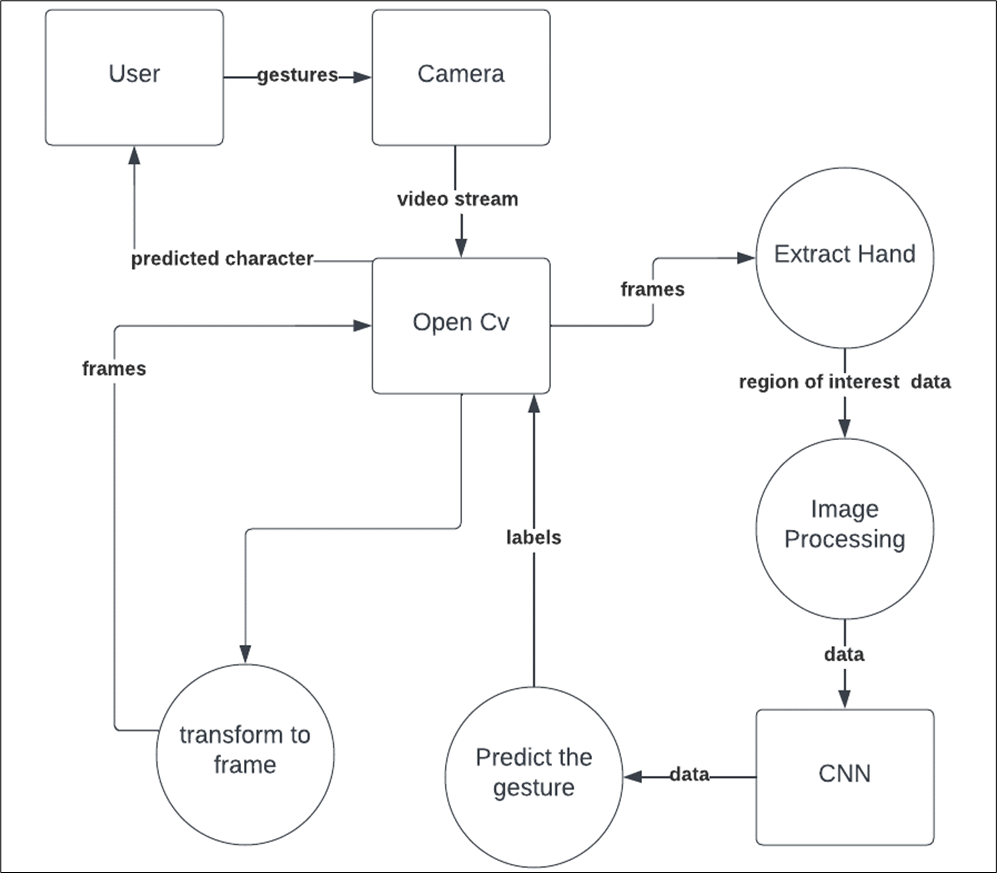 User
gestures
Camera
video stream
predicted character
Open Cv
frames
Extract Hand
frames
region of interest  data
Image
Processing
labels
data
transform to
frame
Predict the
gesture
data
CNN